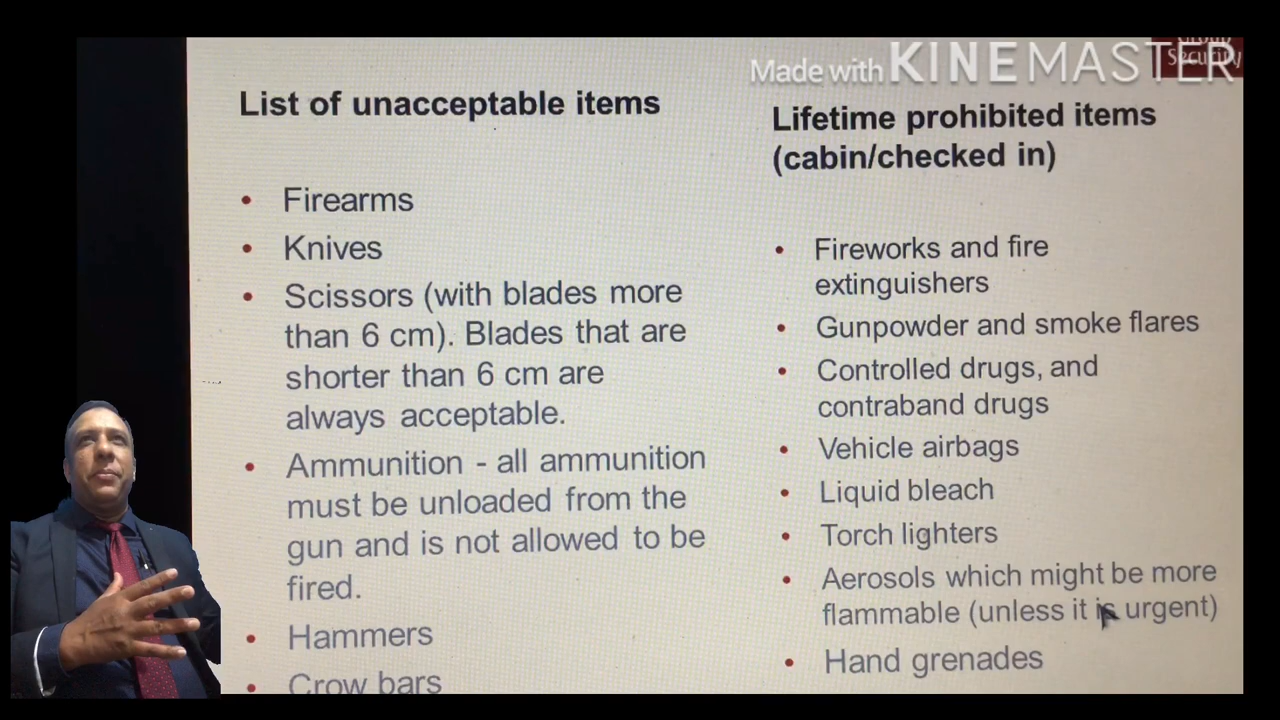 Made with KINEMASTER
Group
Security
List of unacceptable items
• Firearms
• Knives
• Scissors (with blades more
than 6 cm). Blades that are
shorter than 6 cm are
always acceptable.
• Ammunition - all ammunition
must be unloaded from the
gun and is not allowed to be
fired.
• Hammers
• Crow bars
Lifetime prohibited items
(cabin/checked in)
• Fireworks and fire
extinguishers
• Gunpowder and smoke flares
• Controlled drugs, and
contraband drugs
• Vehicle airbags
• Liquid bleach
• Torch lighters
• Aerosols which might be more
flammable (unless it is urgent)
• Hand grenades